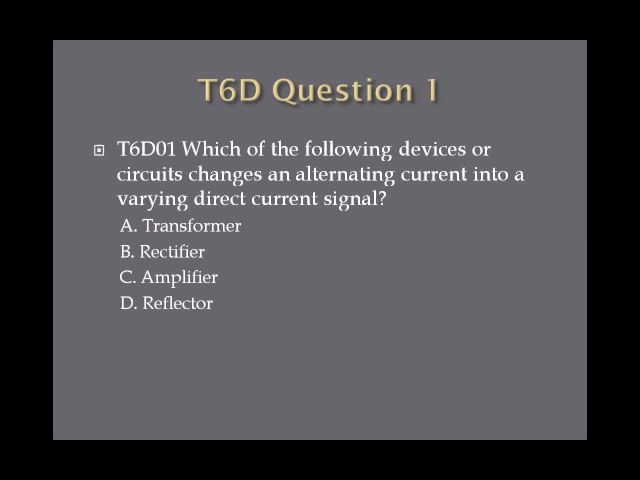 T6D Question 1
T6D01 Which of the following devices or
circuits changes an alternating current into a
varying direct current signal?
A. Transformer
B. Rectifier
C. Amplifier
D. Reflector